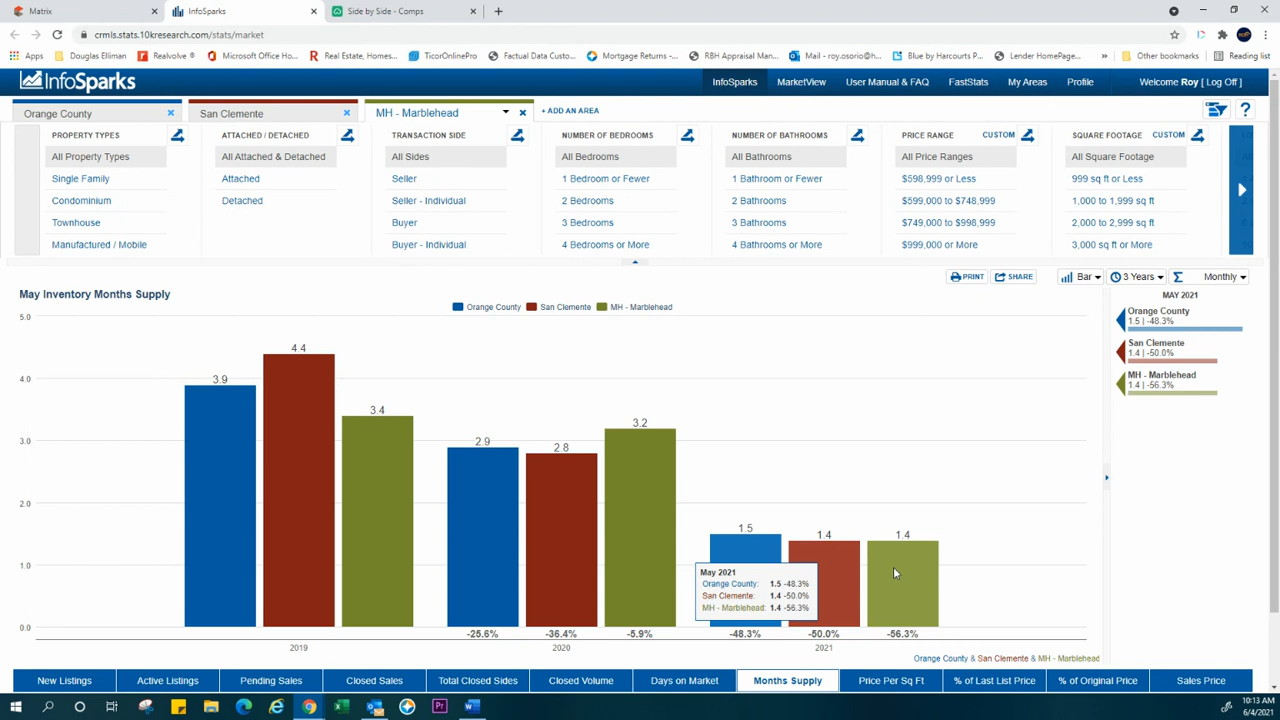 Matrix
InfoSparks
Side by Side - Comps
crmls.stats.10kresearch.com/stats/market
Apps
Douglas Elliman
Realvolve ®
Microsoft Office Ho...
Real Estate, Homes...
TicorOnlinePro
Factual Data Custo...
Mortgage Returns -...
RBH Appraisal Man...
Mail - roy.osorio@h...
Blue by Harcourts P...
Lender HomePage...
»
Other bookmarks
Reading list
InfoSparks
InfoSparks
MarketView
User Manual & FAQ
FastStats
My Areas
Profile
Welcome Roy [ Log Off ]
Orange County
San Clemente
MH - Marblehead
+ ADD AN AREA
?
PROPERTY TYPES
All Property Types
Single Family
Condominium
Townhouse
Manufactured / Mobile
ATTACHED / DETACHED
All Attached & Detached
Attached
Detached
TRANSACTION SIDE
All Sides
Seller
Seller - Individual
Buyer
Buyer - Individual
NUMBER OF BEDROOMS
All Bedrooms
1 Bedroom or Fewer
2 Bedrooms
3 Bedrooms
4 Bedrooms or More
NUMBER OF BATHROOMS
All Bathrooms
1 Bathroom or Fewer
2 Bathrooms
3 Bathrooms
4 Bathrooms or More
PRICE RANGE
CUSTOM
All Price Ranges
$598,999 or Less
$599,000 to $748,999
$749,000 to $998,999
$999,000 or More
SQUARE FOOTAGE
CUSTOM
All Square Footage
999 sq ft or Less
1,000 to 1,999 sq ft
2,000 to 2,999 sq ft
3,000 sq ft or More
PRINT
SHARE
Bar
3 Years
Σ
Monthly
May Inventory Months Supply
Orange County
San Clemente
MH - Marblehead
5.0
4.0
3.0
2.0
1.0
0.0
3.9
4.4
3.4
2.9
2.8
3.2
1.5
1.4
1.4
May 2021
Orange County: 1.5 -48.3%
San Clemente: 1.4 -50.0%
MH - Marblehead: 1.4 -56.3%
-25.6%
-36.4%
-5.9%
-48.3%
-50.0%
-56.3%
2019
2020
2021
Orange County & San Clemente & MH - Marblehead
MAY 2021
Orange County
1.5 | -48.3%
San Clemente
1.4 | -50.0%
MH - Marblehead
1.4 | -56.3%
New Listings
Active Listings
Pending Sales
Closed Sales
Total Closed Sides
Closed Volume
Days on Market
Months Supply
Price Per Sq Ft
% of Last List Price
% of Original Price
Sales Price
10:13 AM
6/4/2021